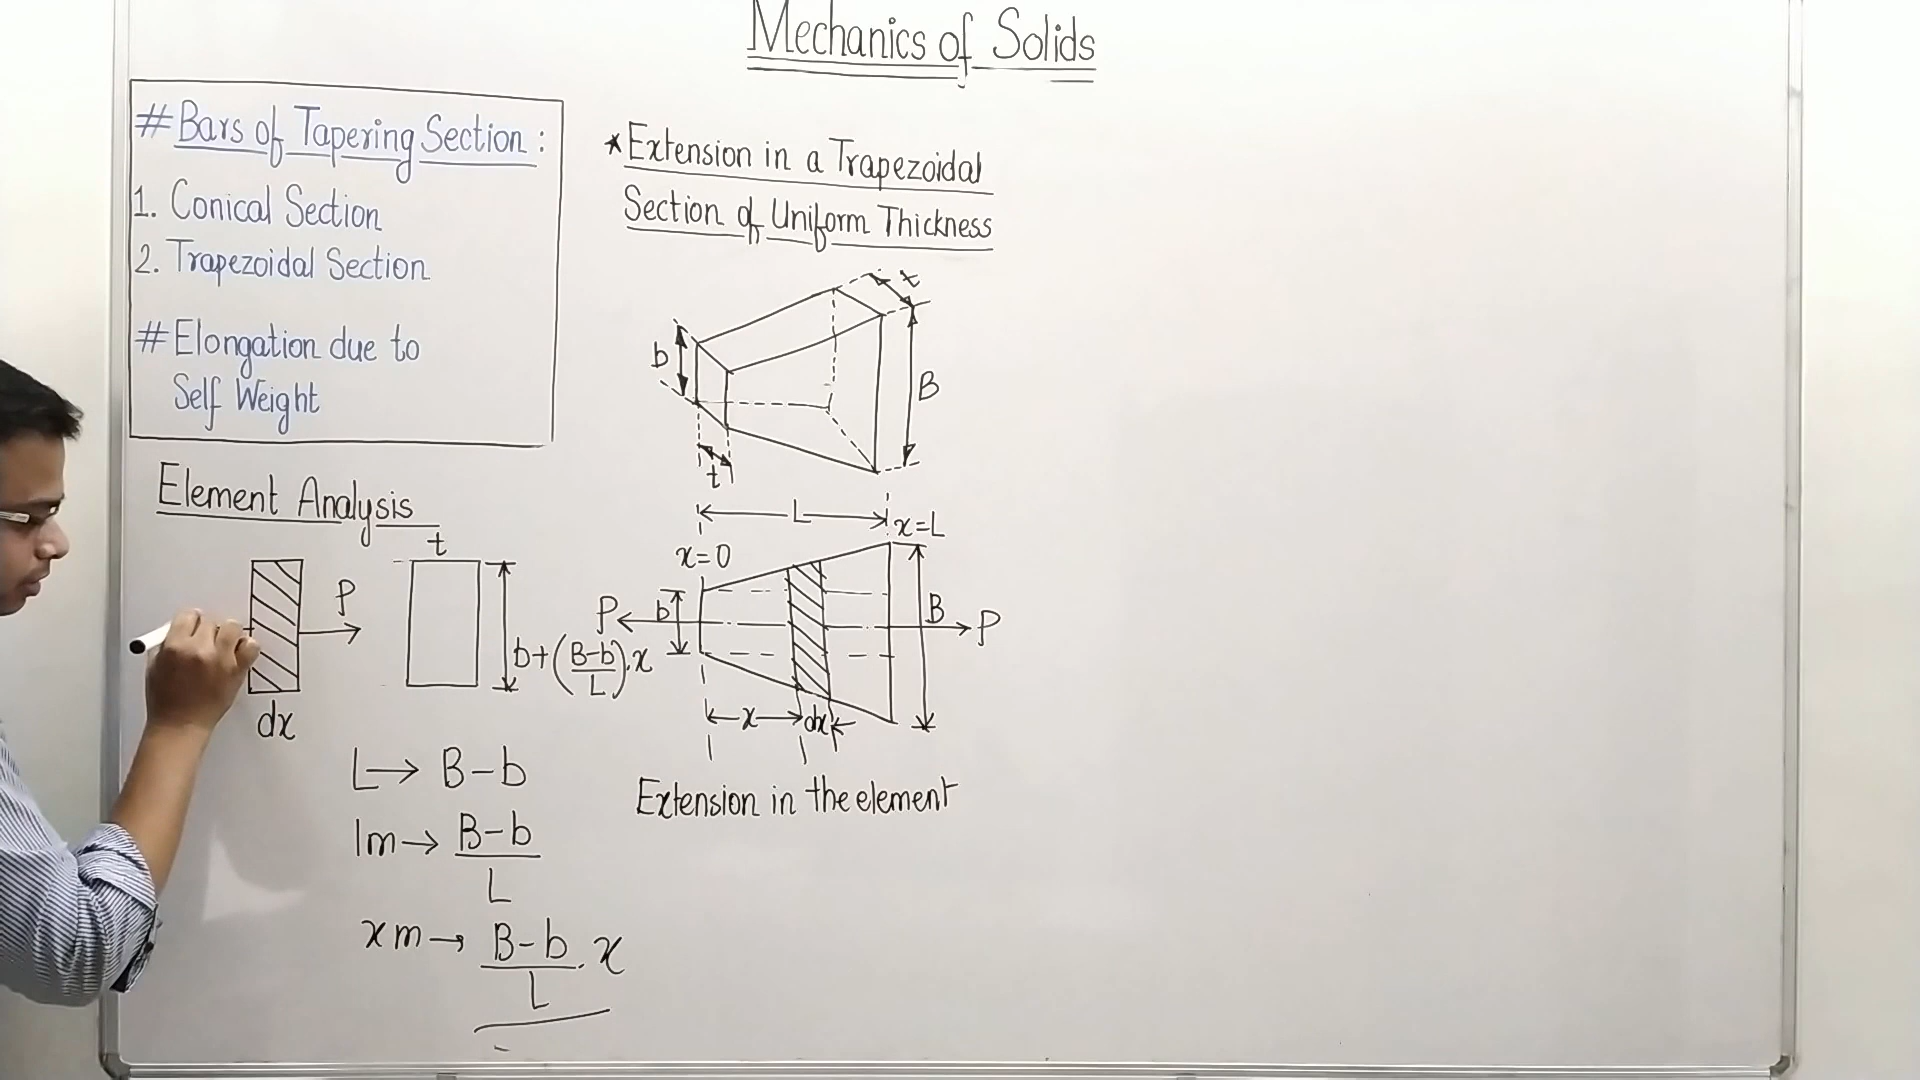 Mechanics of Solids
# Bars of Tapering Section :
1. Conical Section
2. Trapezoidal Section
# Elongation due to
Self Weight
* Extension in a Trapezoidal
Section of Uniform Thickness
t
b
B
t
L
x=L
x=0
P
b
B
P
x
dx
Extension in the element
Element Analysis
t
P
b+(B-b/L).x
dx
L → B-b
1m → B-b/L
x m → B-b/L . x